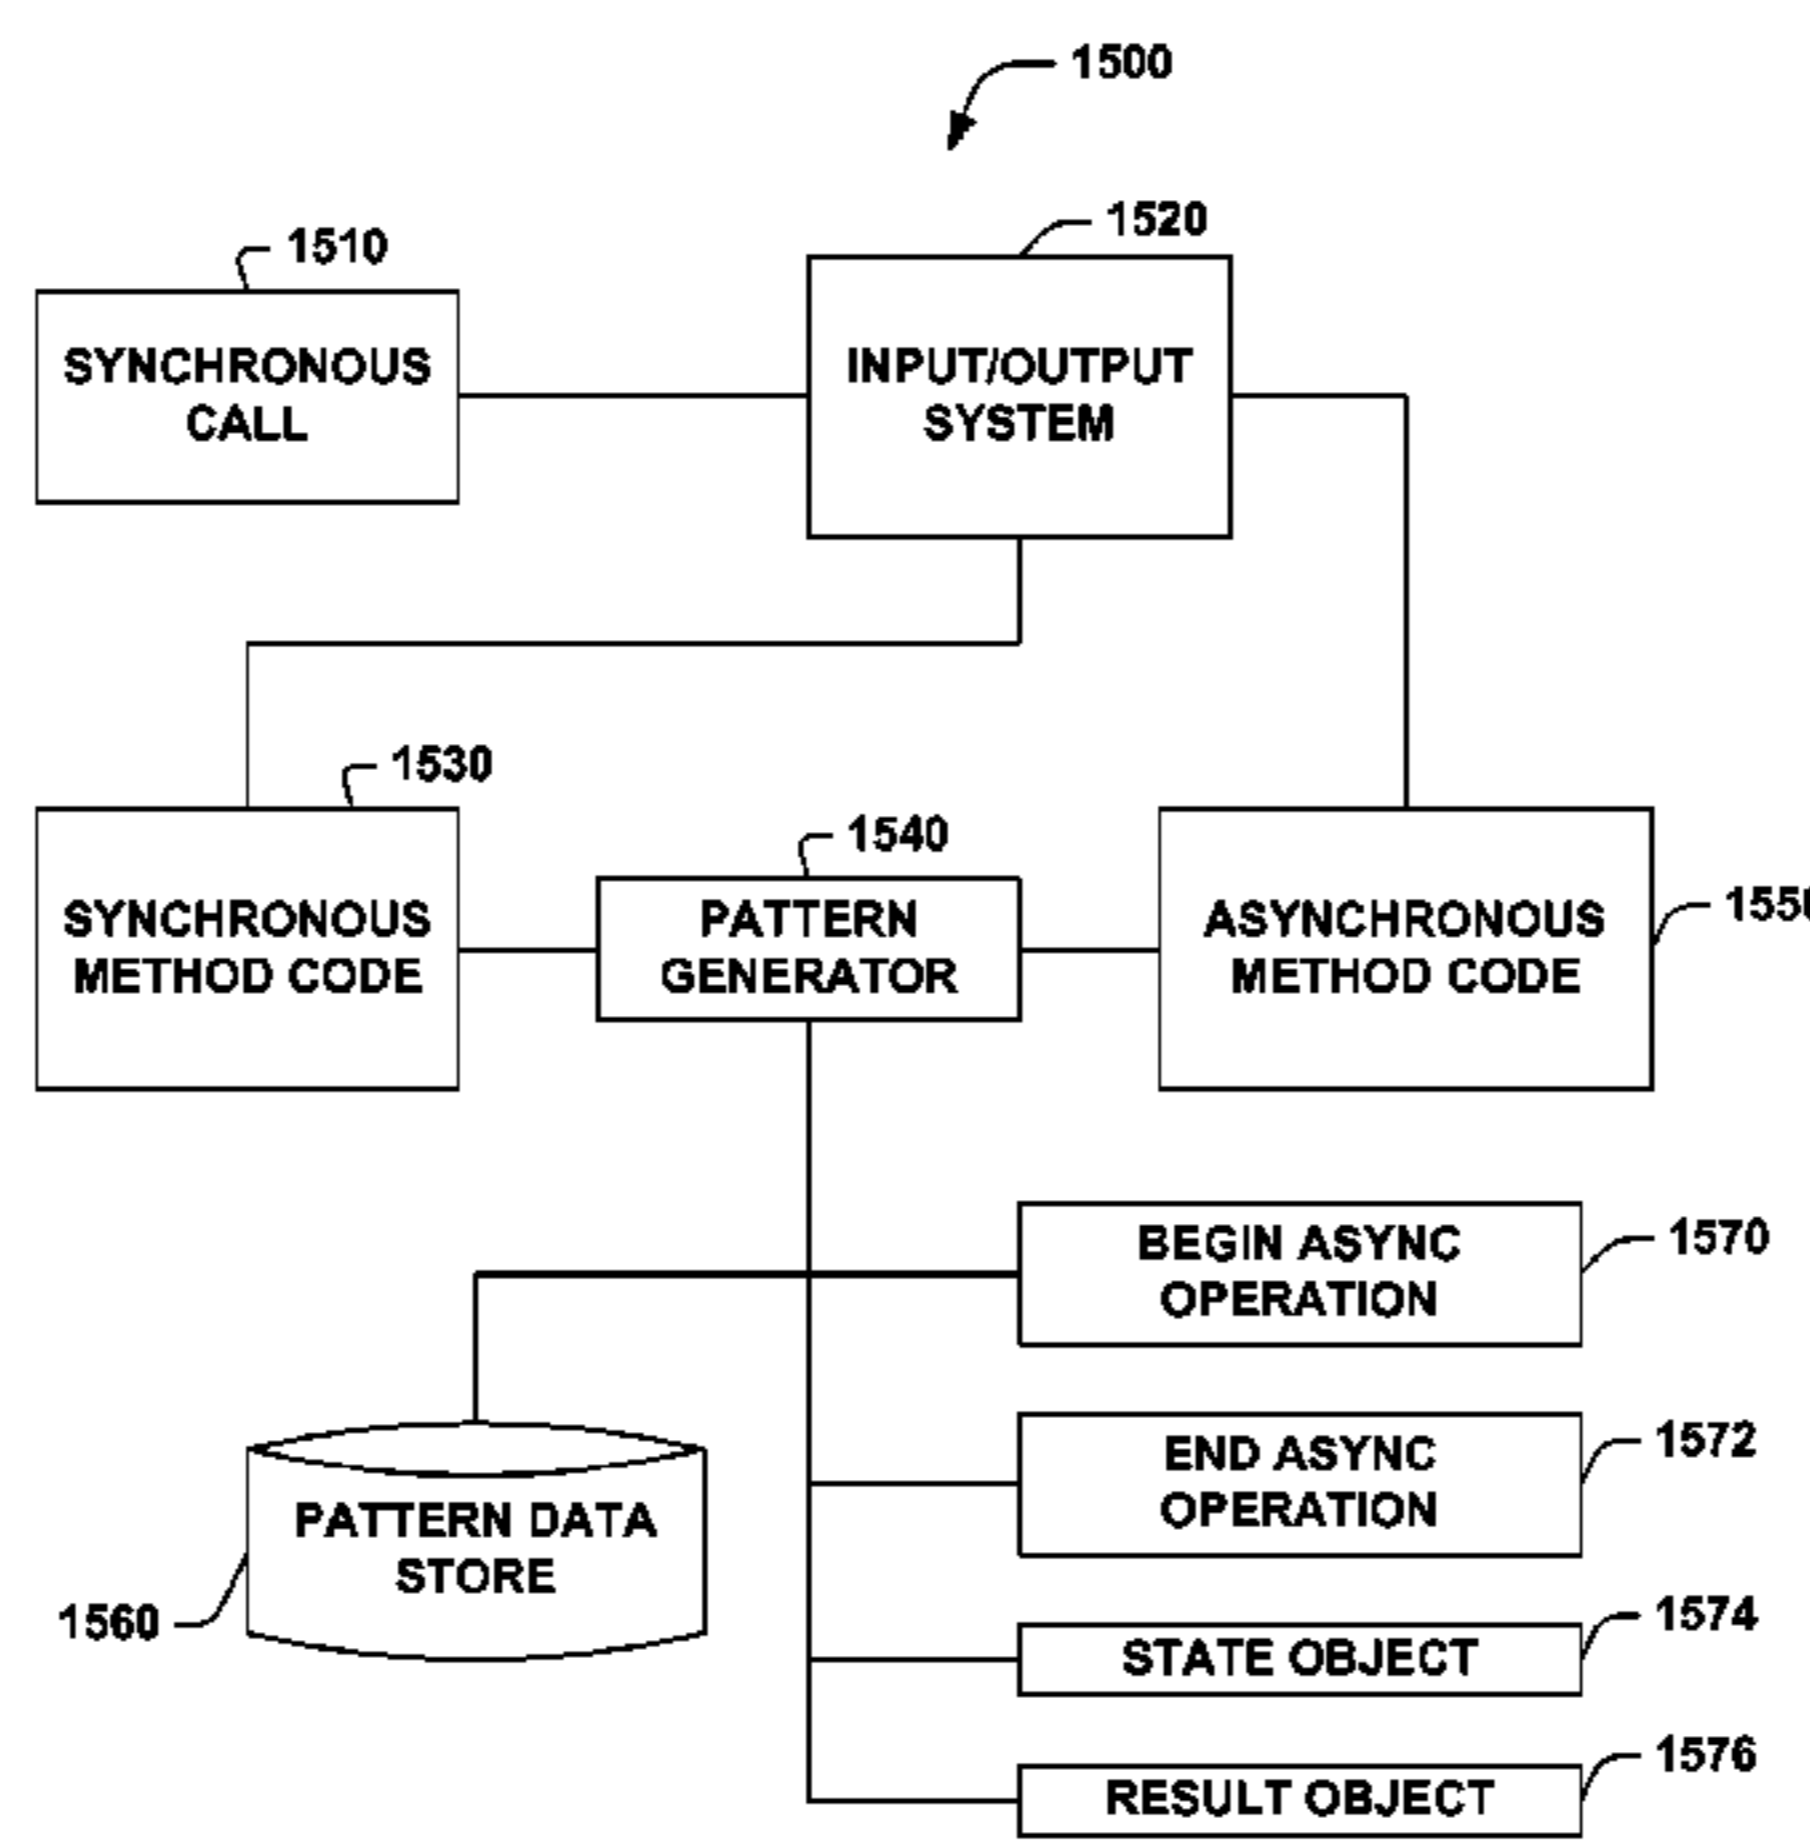 1500
1510
1520
SYNCHRONOUS
CALL
INPUT/OUTPUT
SYSTEM
1530
1540
SYNCHRONOUS
METHOD CODE
PATTERN
GENERATOR
ASYNCHRONOUS
METHOD CODE
BEGIN ASYNC
OPERATION
1570
END ASYNC
OPERATION
1572
PATTERN DATA
STORE
1560
STATE OBJECT
1574
RESULT OBJECT
1576